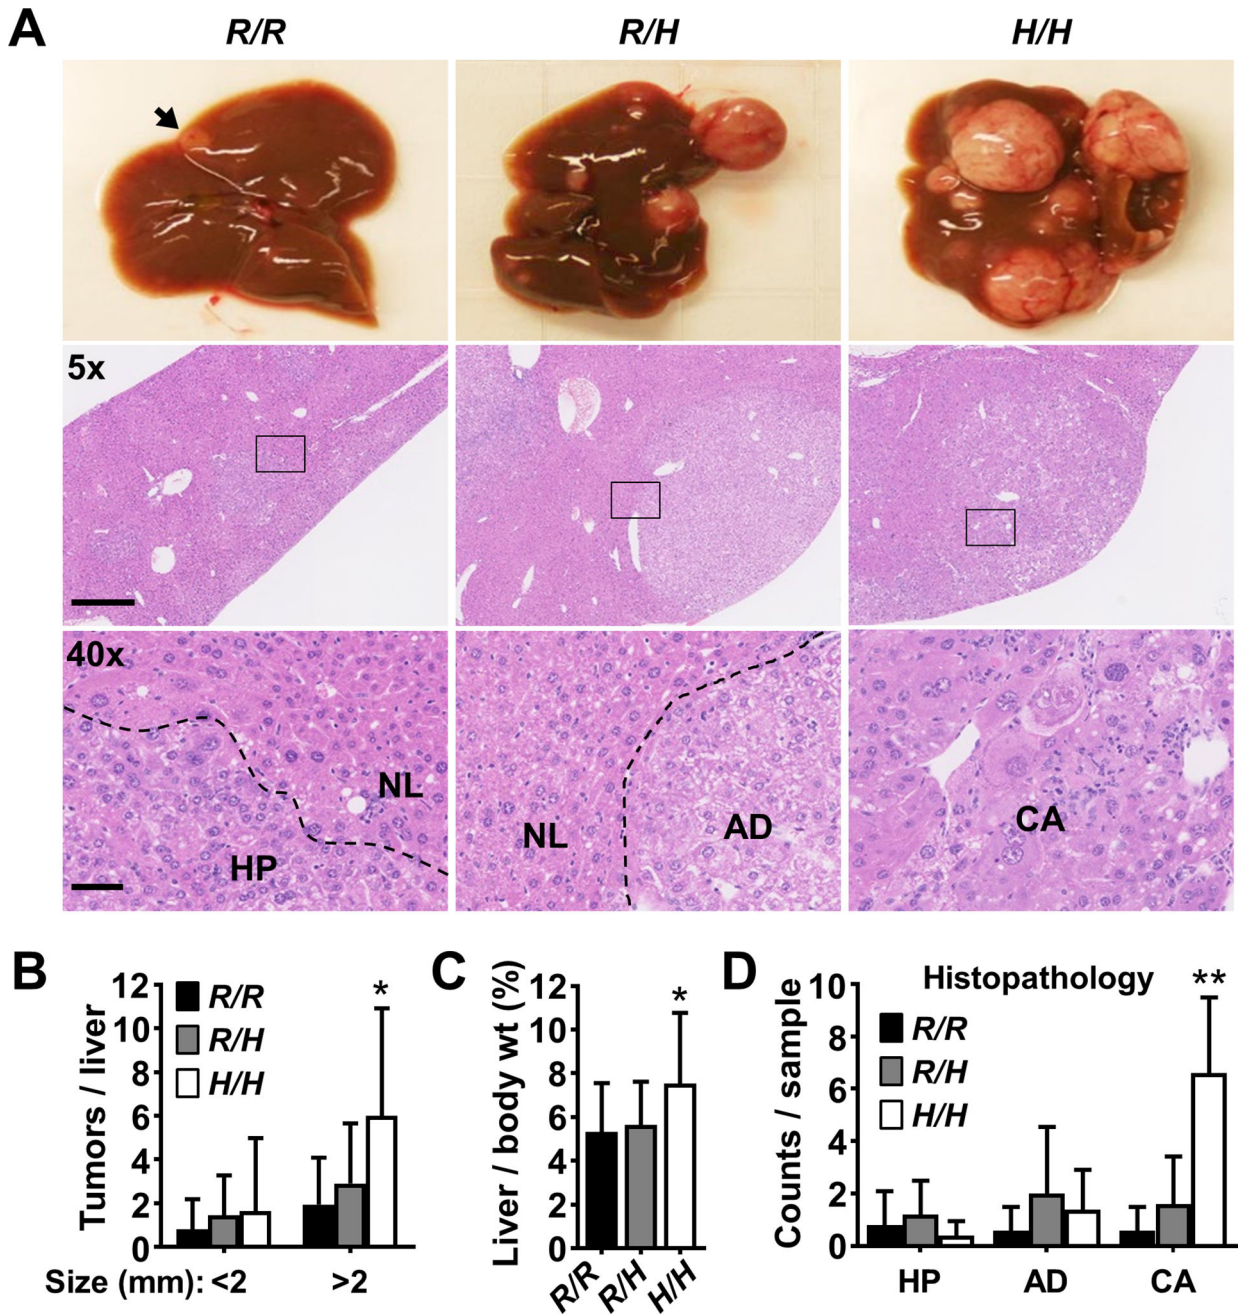 A
R/R R/H H/H
5x
40x
NL
HP
NL
AD
CA
B
Tumors / liver
12
10
8
6
4
2
0
R/R
R/H
H/H
*
Size (mm): <2 >2
C
Liver / body wt (%)
12
10
8
6
4
2
0
*
R/R R/H H/H
D
Histopathology
Counts / sample
10
8
6
4
2
0
R/R
R/H
H/H
**
HP AD CA